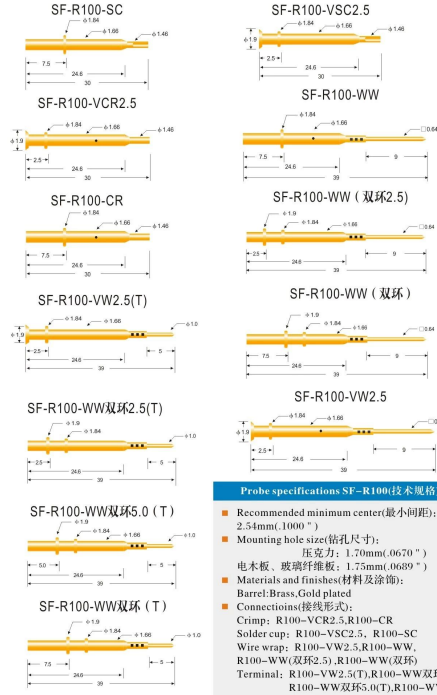 SF-R100-SC
φ1.84
φ1.66
φ1.46
7.5
24.6
30
SF-R100-VCR2.5
φ1.84
φ1.66
φ1.46
φ1.9
2.5
24.6
30
SF-R100-CR
φ1.84
φ1.66
φ1.46
7.5
24.6
30
SF-R100-VW2.5(T)
φ1.84
φ1.66
φ1.0
φ1.9
2.5
5
24.6
39
SF-R100-WW双环2.5(T)
φ1.9
φ1.84
φ1.0
2.5
5
24.6
39
SF-R100-WW双环5.0（T）
φ1.9
φ1.84
φ1.66
φ1.0
5.0
5
24.6
39
SF-R100-WW双环（T）
φ1.9
φ1.84
φ1.66
φ1.0
7.5
5
24.6
39
SF-R100-VSC2.5
φ1.84
φ1.66
φ1.46
φ1.9
2.5
24.6
30
SF-R100-WW
φ1.84
φ1.66
□0.64
7.5
9
24.6
39
SF-R100-WW（双环2.5)
φ1.9
φ1.84
φ1.66
□0.64
2.5
9
24.6
39
SF-R100-WW（双环）
φ1.9
φ1.84
φ1.66
□0.64
7.5
9
24.6
39
SF-R100-VW2.5
φ1.84
φ1.66
φ1.9
2.5
9
24.6
39
Probe specifications SF-R100(技术规格
Recommended minimum center(最小间距):
2.54mm(.1000")
Mounting hole size(钻孔尺寸):
压克力: 1.70mm(.0670")
电木板、玻璃纤维板: 1.75mm(.0689")
Materials and finishes(材料及涂饰):
Barrel:Brass,Gold plated
Connectioins(接线形式):
Crimp: R100-VCR2.5,R100-CR
Solder cup: R100-VSC2.5, R100-SC
Wire wrap: R100-VW2.5,R100-WW,
R100-WW(双环2.5) ,R100-WW(双环)
Terminal: R100-VW2.5(T),R100-WW双环
R100-WW双环5.0(T),R100-WW